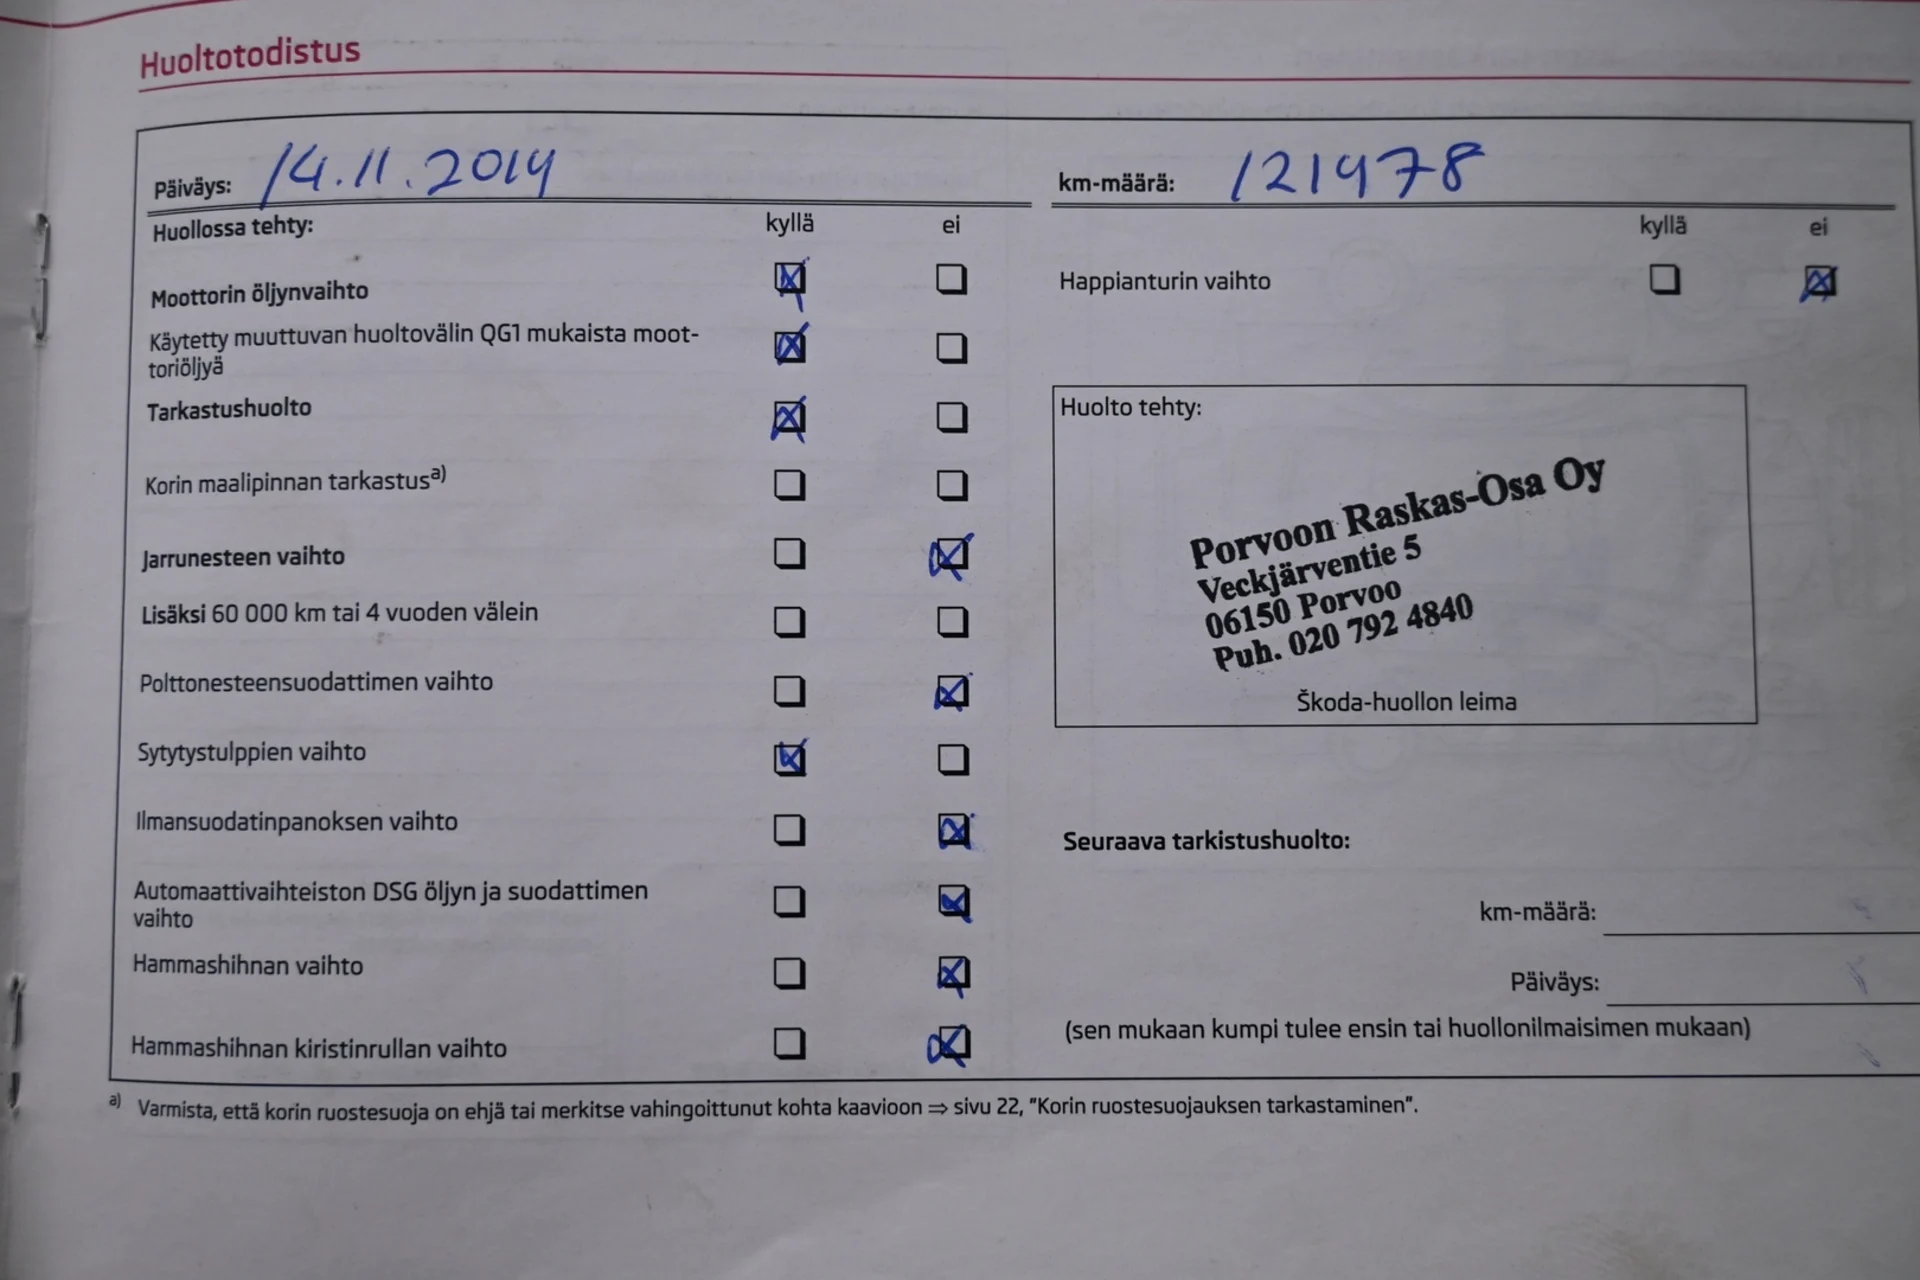 Huoltotodistus
Päiväys: 14.11.2014
km-määrä: 121978
Huollossa tehty: kyllä ei
kyllä ei
Moottorin öljynvaihto
Happianturin vaihto
Käytetty muuttuvan huoltovälin QG1 mukaista moot-
toriöljyä
Tarkastushuolto
Korin maalipinnan tarkastusa)
Jarrunesteen vaihto
Lisäksi 60 000 km tai 4 vuoden välein
Polttonesteensuodattimen vaihto
Sytytystulppien vaihto
Ilmansuodatinpanoksen vaihto
Automaattivaihteiston DSG öljyn ja suodattimen
vaihto
Hammashihnan vaihto
Hammashihnan kiristinrullan vaihto
Huolto tehty:
Porvoon Raskas-Osa Oy
Veckjärventie 5
06150 Porvoo
Puh. 020 792 4840
Škoda-huollon leima
Seuraava tarkistushuolto:
km-määrä:
Päiväys:
(sen mukaan kumpi tulee ensin tai huollonilmaisimen mukaan)
a) Varmista, että korin ruostesuoja on ehjä tai merkitse vahingoittunut kohta kaavioon ⇒ sivu 22, "Korin ruostesuojauksen tarkastaminen".